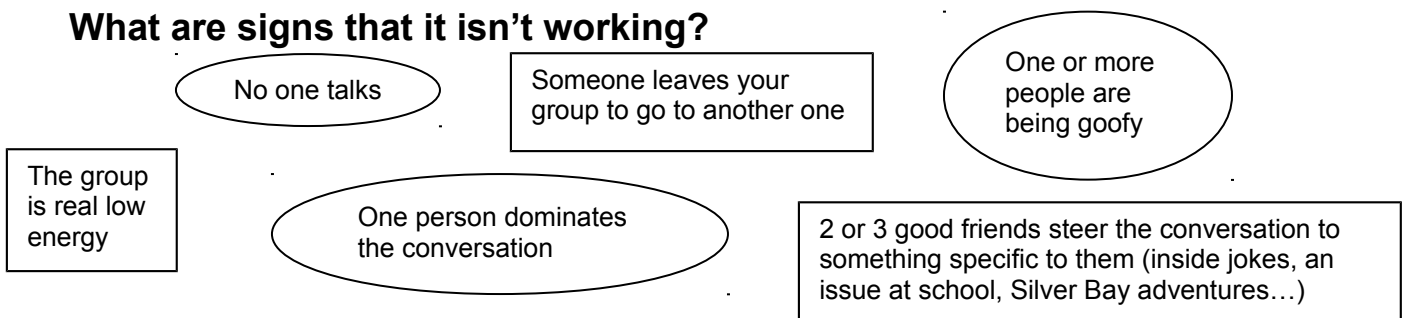 What are signs that it isn’t working?
No one talks
Someone leaves your
group to go to another one
One or more
people are
being goofy
The group
is real low
energy
One person dominates
the conversation
2 or 3 good friends steer the conversation to
something specific to them (inside jokes, an
issue at school, Silver Bay adventures…)